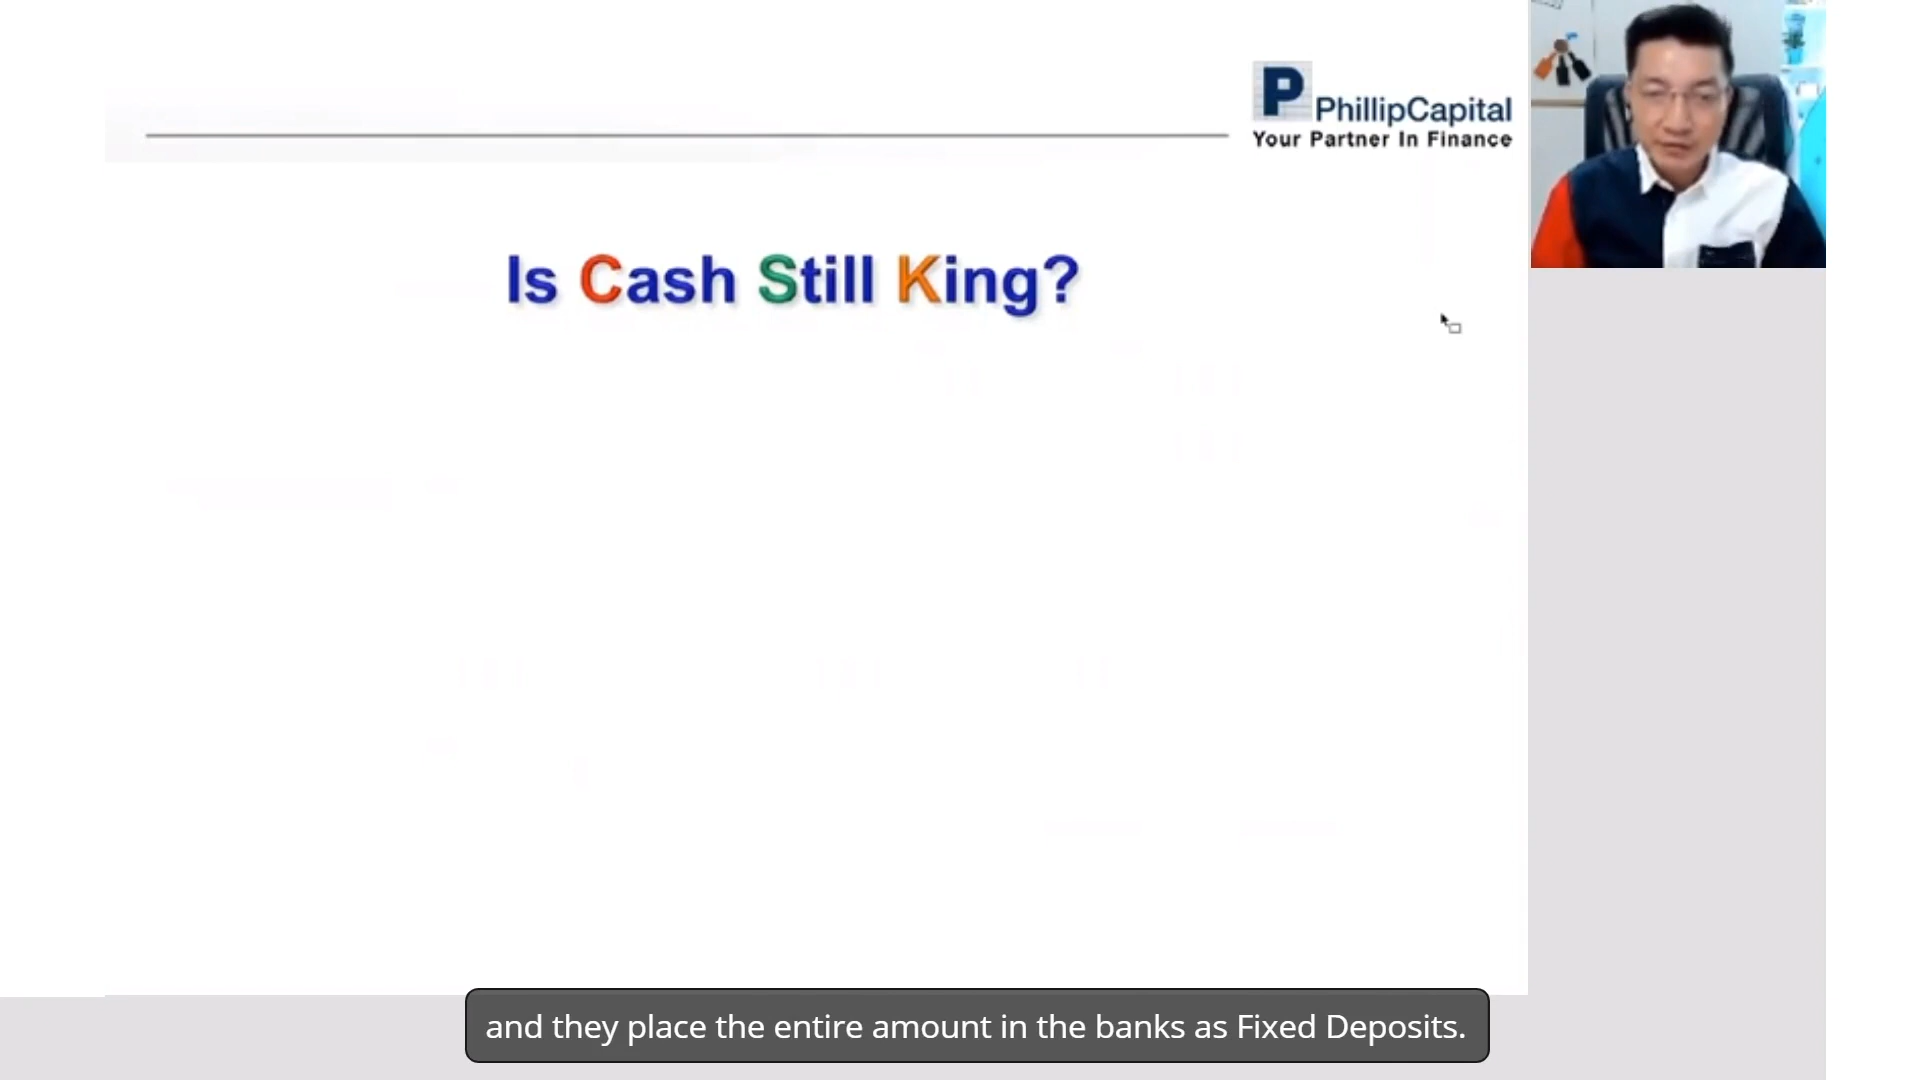 P PhillipCapital
Your Partner In Finance
Is Cash Still King?
and they place the entire amount in the banks as Fixed Deposits.